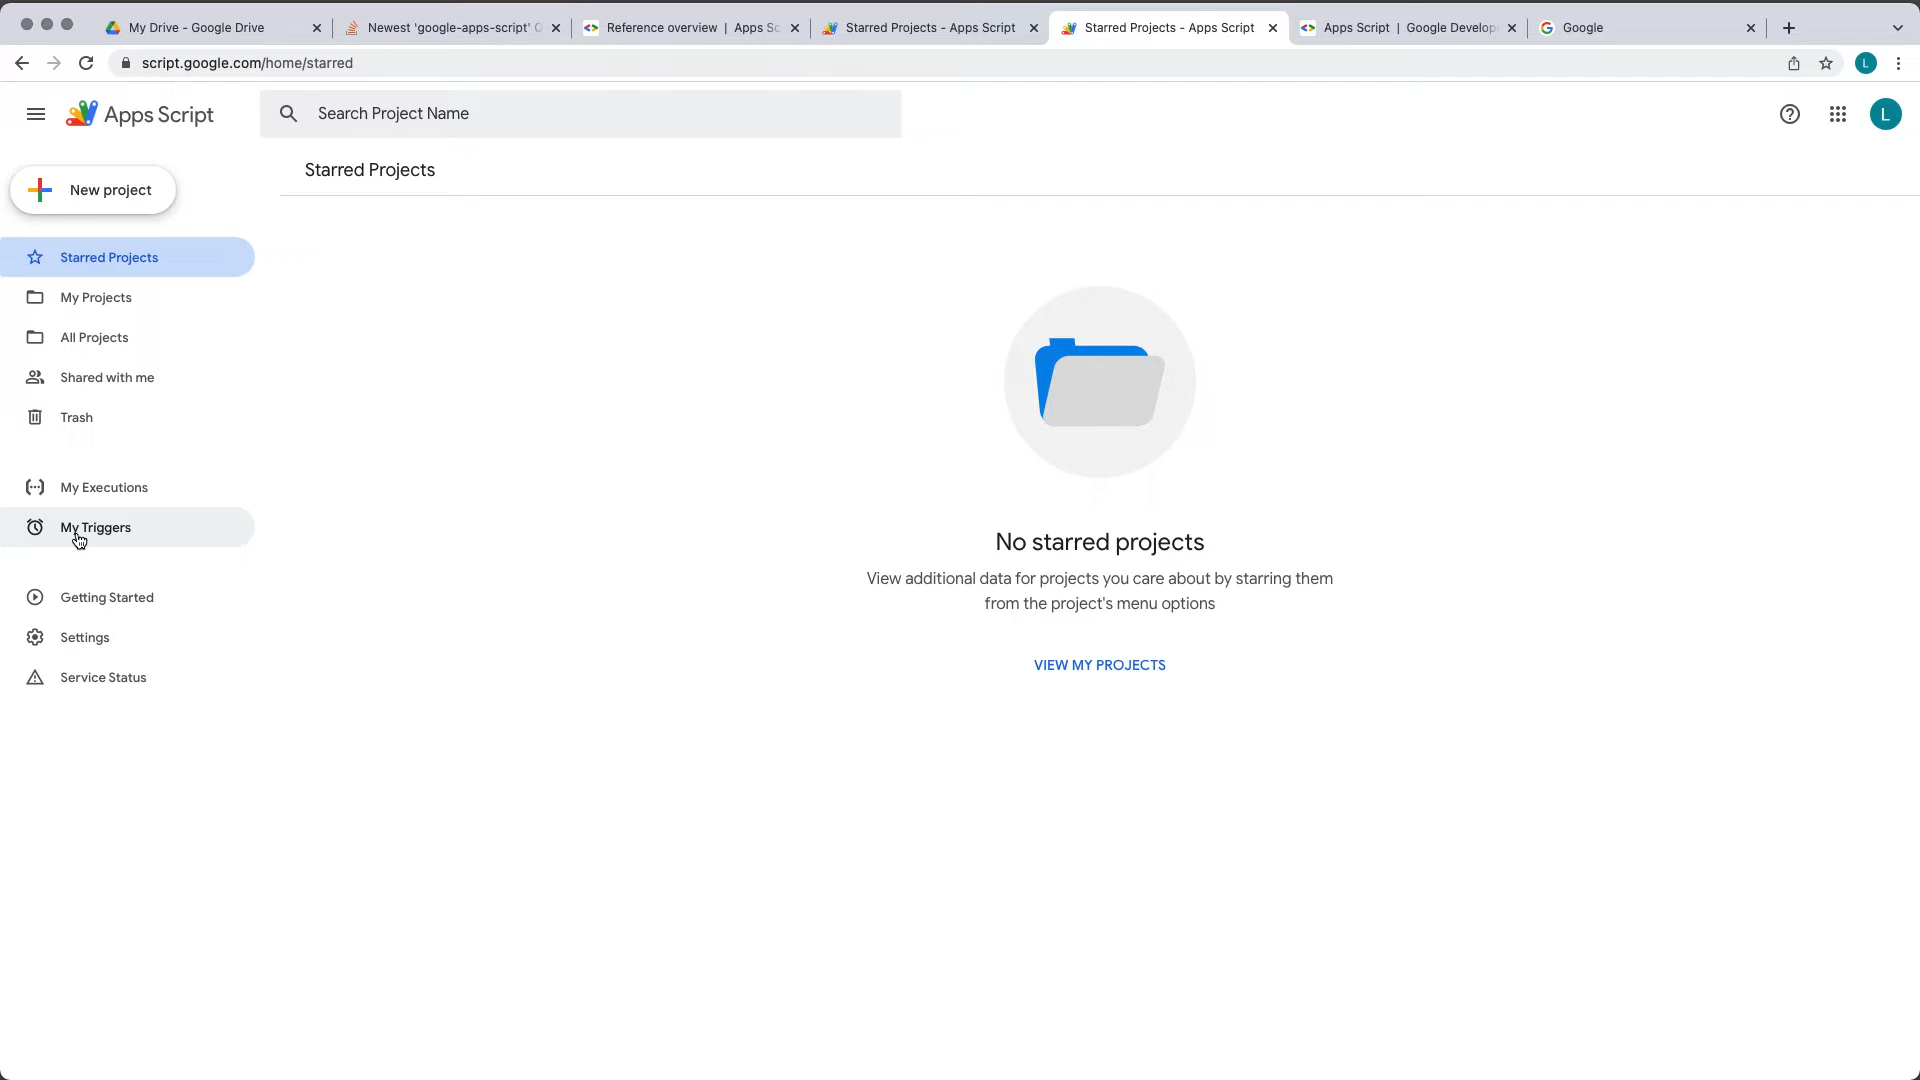 My Drive - Google Drive
Newest 'google-apps-script' Q
Reference overview | Apps Sc
Starred Projects - Apps Script
Starred Projects - Apps Script
Apps Script | Google Develop
Google
script.google.com/home/starred
L
Apps Script
Search Project Name
L
Starred Projects
New project
Starred Projects
My Projects
All Projects
Shared with me
Trash
My Executions
My Triggers
Getting Started
Settings
Service Status
No starred projects
View additional data for projects you care about by starring them
from the project's menu options
VIEW MY PROJECTS